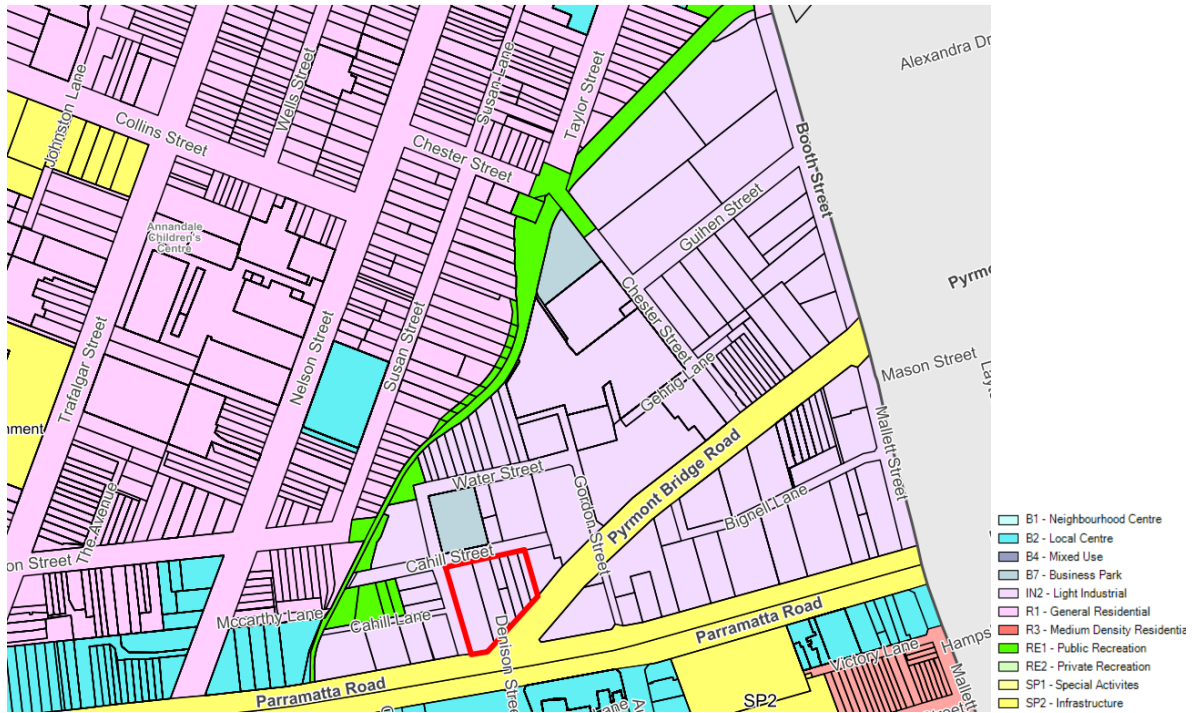 Alexandra Dr
Johnston Lane
Wells Street
Susan Lane
Taylor Street
Collins Street
Chester Street
Booth Street
Guihen Street
Annandale
Children's
Centre
Pyrmo
Chester Street
Trafalgar Street
Nelson Street
Susan Street
Gehrig Lane
Mason Street
nment
Mallett Street
Pyrmont Bridge Road
Water Street
Gordon Street
Bignell Lane
The Avenue
on Street
Cahill Street
Mccarthy Lane
Cahill Lane
Denison Stree
Parramatta Road
Victory Lane
Hamps
Parramatta Road
Lane
SP2
Mallett
B1 - Neighbourhood Centre
B2 - Local Centre
B4 - Mixed Use
B7 - Business Park
IN2 - Light Industrial
R1 - General Residential
R3 - Medium Density Residentia
RE1 - Public Recreation
RE2 - Private Recreation
SP1 - Special Activites
SP2 - Infrastructure